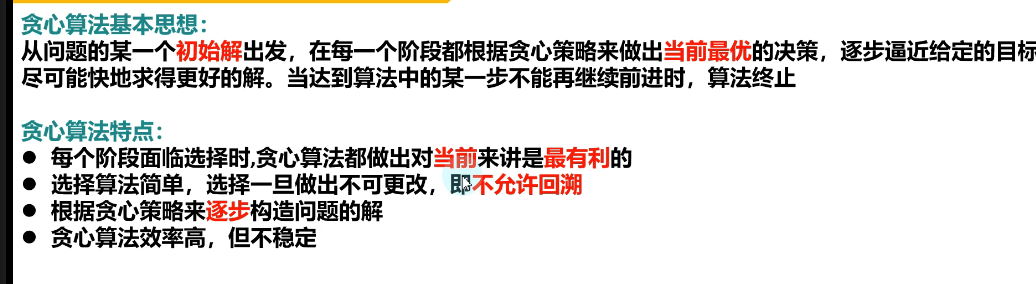 贪心算法基本思想：
从问题的某一个初始解出发，在每一个阶段都根据贪心策略来做出当前最优的决策，逐步逼近给定的目标
尽可能快地求得更好的解。当达到算法中的某一步不能再继续前进时，算法终止
贪心算法特点：
● 每个阶段面临选择时,贪心算法都做出对当前来讲是最有利的
● 选择算法简单，选择一旦做出不可更改，即不允许回溯
● 根据贪心策略来逐步构造问题的解
● 贪心算法效率高，但不稳定